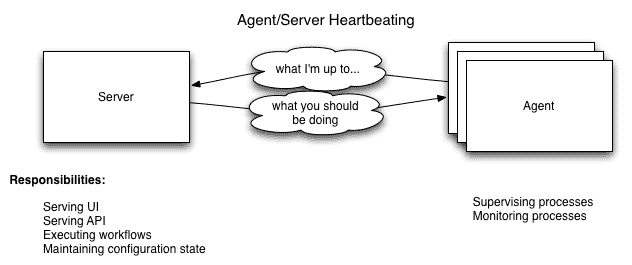 Agent/Server Heartbeating
what I'm up to...
Server
what you should
be doing
Agent
Responsibilities:
Serving UI
Serving API
Executing workflows
Maintaining configuration state
Supervising processes
Monitoring processes